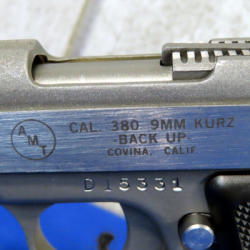 AMT
CAL. 380 9MM KURZ
-BACK UP-
COVINA, CALIF
D15331